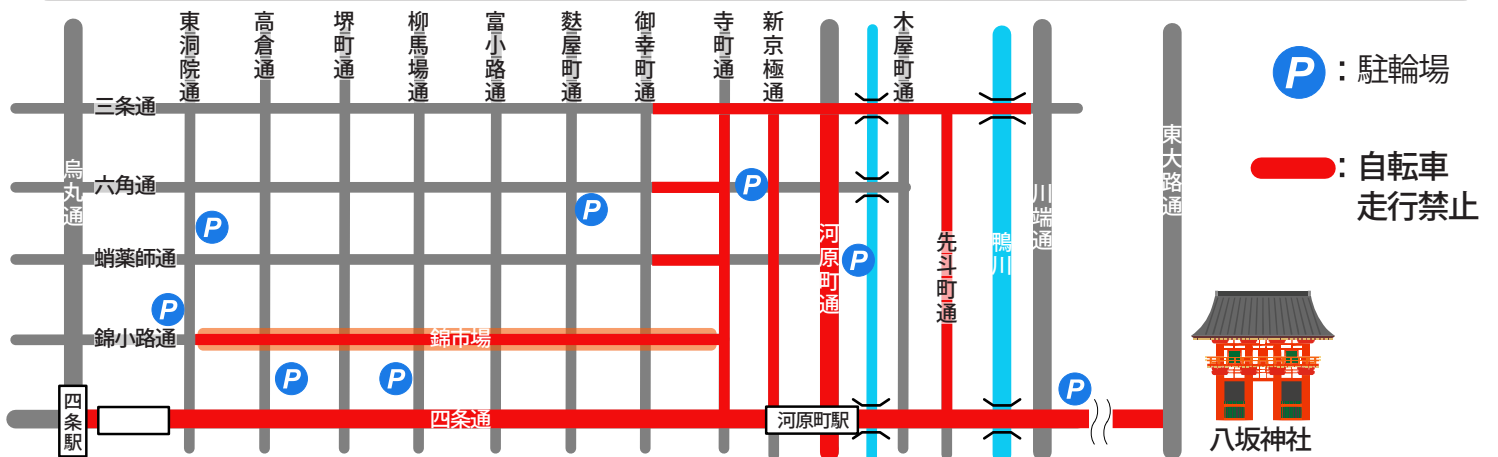 東洞院通
高倉通
堺町通
柳馬場通
富小路通
麩屋町通
御幸町通
寺町通
新京極通
木屋町通
P
：駐輪場
三条通
東大路通
烏丸通
六角通
P
：自転車
走行禁止
川端通
P
P
河原町通
先斗町通
鴨川
蛸薬師通
P
P
錦小路通
錦市場
P
P
P
四条駅
四条通
河原町駅
八坂神社